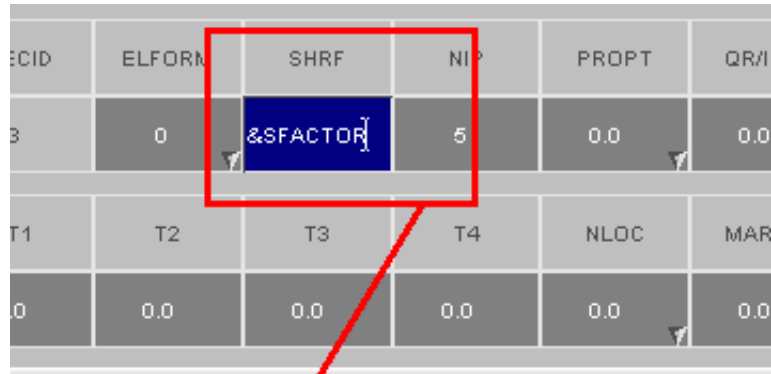 ECID ELFORM SHRF NIP PROPT QR/I
3 0 &SFACTOR 5 0.0 0.0
T1 T2 T3 T4 NLOC MAR
.0 0.0 0.0 0.0 0.0 0.0